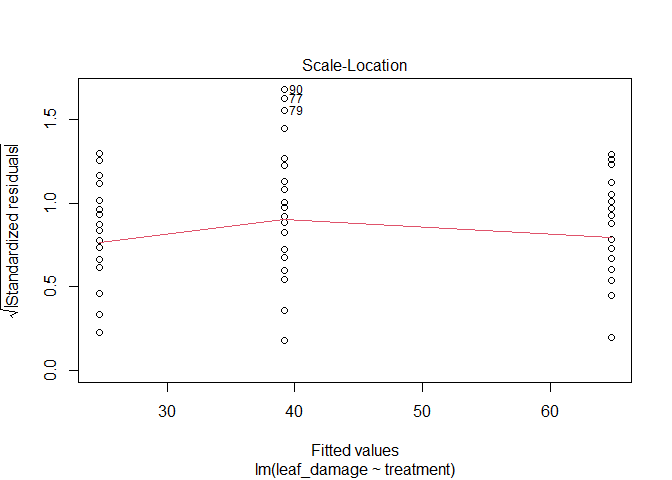 Scale-Location
√|Standardized residuals|
1.5
1.0
0.5
0.0
90
77
79
30 40 50 60
Fitted values
lm(leaf_damage ~ treatment)